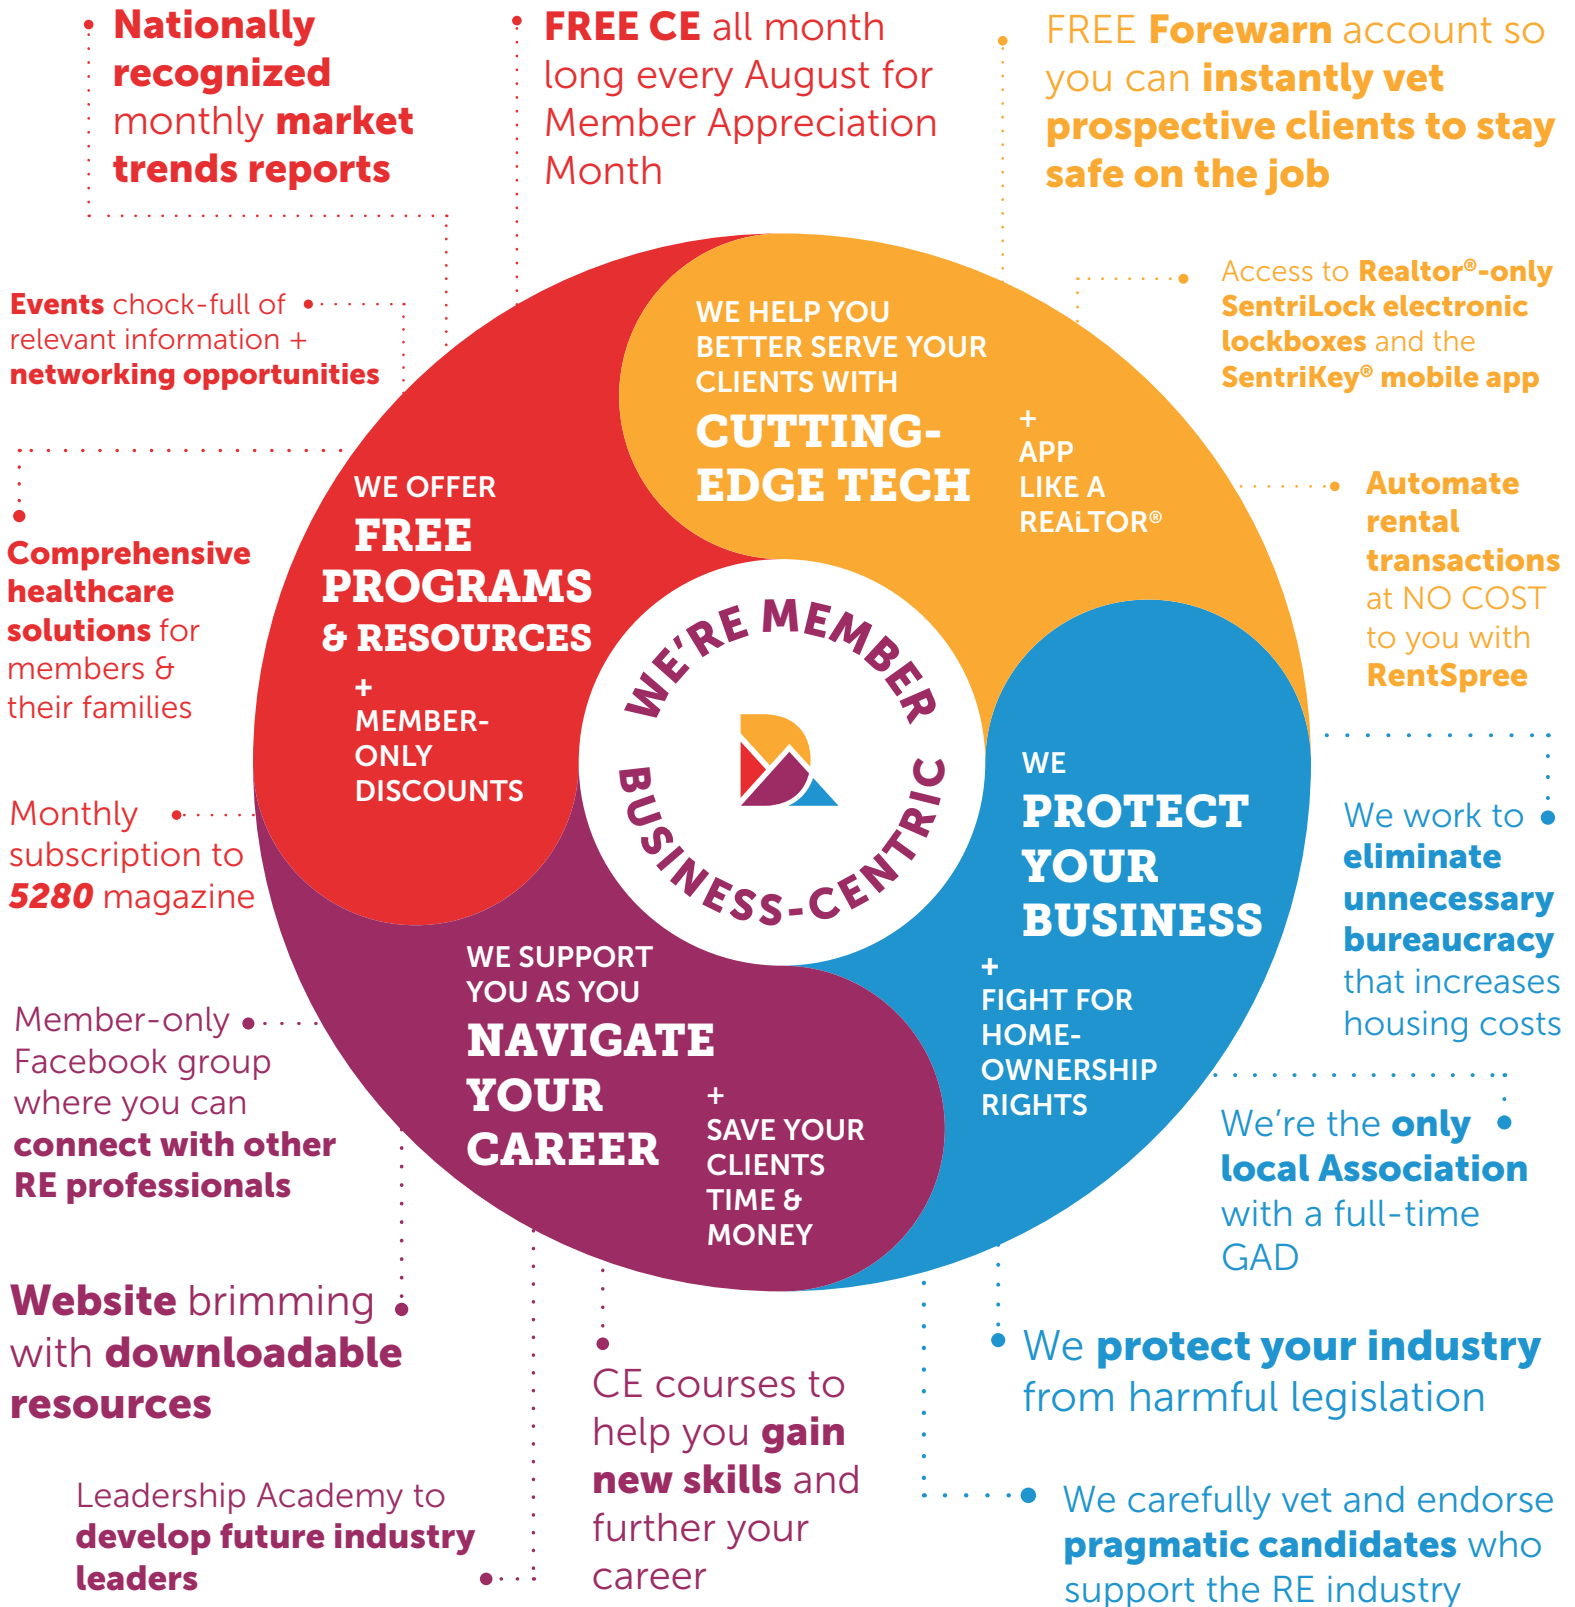 Nationally
recognized
monthly market
trends reports
FREE CE all month
long every August for
Member Appreciation
Month
FREE Forewarn account so
you can instantly vet
prospective clients to stay
safe on the job
Events chock-full of
relevant information +
networking opportunities
Access to Realtor®-only
SentriLock electronic
lockboxes and the
SentriKey® mobile app
WE HELP YOU
BETTER SERVE YOUR
CLIENTS WITH
CUTTING-
EDGE TECH
+
APP
LIKE A
REALTOR®
WE OFFER
FREE
PROGRAMS
& RESOURCES
+
MEMBER-
ONLY
DISCOUNTS
Comprehensive
healthcare
solutions for
members &
their families
Automate
rental
transactions
at NO COST
to you with
RentSpree
WE'RE MEMBER
BUSINESS-CENTRIC
Monthly
subscription to
5280 magazine
WE
PROTECT
YOUR
BUSINESS
+
FIGHT FOR
HOME-
OWNERSHIP
RIGHTS
We work to
eliminate
unnecessary
bureaucracy
that increases
housing costs
WE SUPPORT
YOU AS YOU
NAVIGATE
YOUR
CAREER
+
SAVE YOUR
CLIENTS
TIME &
MONEY
Member-only
Facebook group
where you can
connect with other
RE professionals
We're the only
local Association
with a full-time
GAD
Website brimming
with downloadable
resources
CE courses to
help you gain
new skills and
further your
career
We protect your industry
from harmful legislation
Leadership Academy to
develop future industry
leaders
We carefully vet and endorse
pragmatic candidates who
support the RE industry